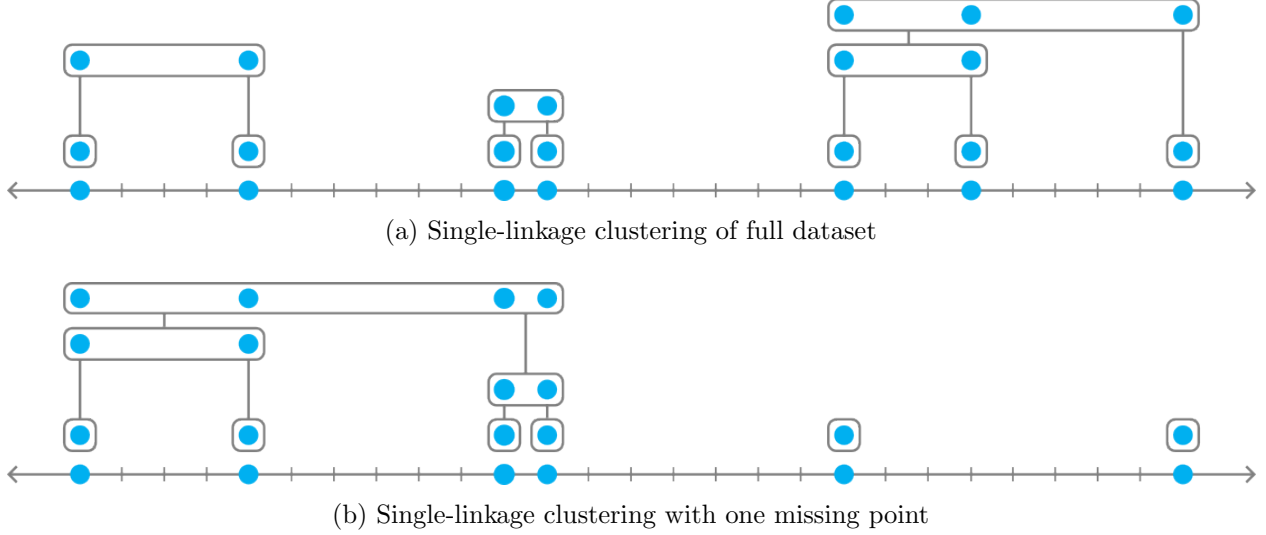 (a) Single-linkage clustering of full dataset
(b) Single-linkage clustering with one missing point